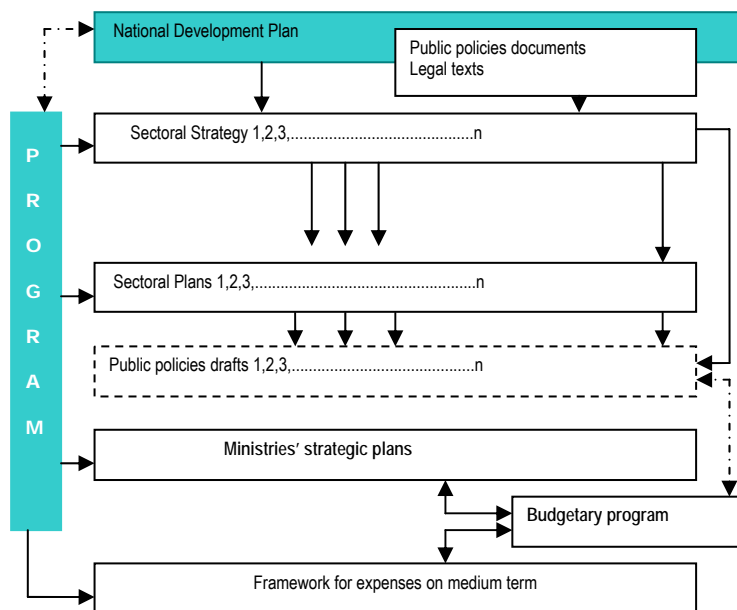 National Development Plan
Public policies documents
Legal texts
Sectoral Strategy 1,2,3,................................................n
PROGRAM
Sectoral Plans 1,2,3,..................................................n
Public policies drafts 1,2,3,..........................................n
Ministries' strategic plans
Budgetary program
Framework for expenses on medium term